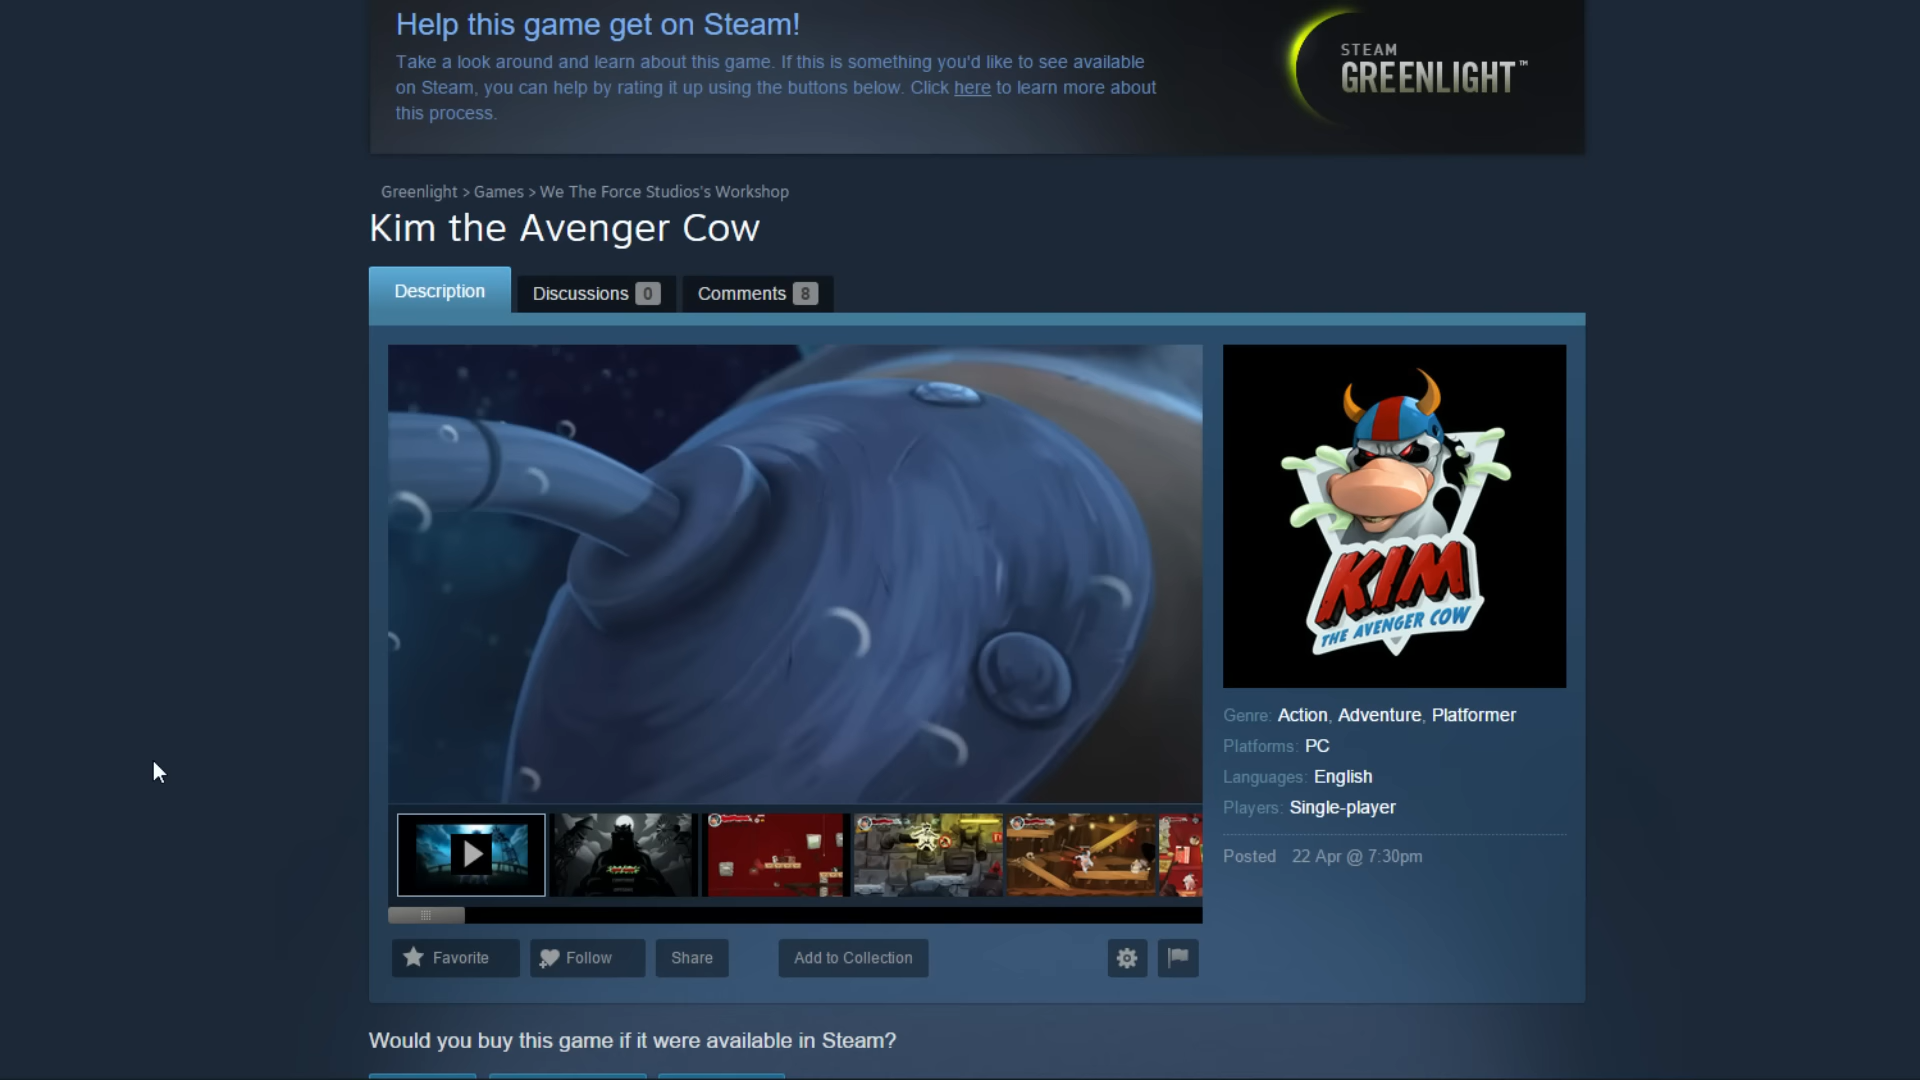 Help this game get on Steam!
Take a look around and learn about this game. If this is something you'd like to see available
on Steam, you can help by rating it up using the buttons below. Click here to learn more about
this process.
STEAM
GREENLIGHT™
Greenlight > Games > We The Force Studios's Workshop
Kim the Avenger Cow
Description
Discussions 0
Comments 8
KIM
THE AVENGER COW
Genre: Action, Adventure, Platformer
Platforms: PC
Languages: English
Players: Single-player
Posted 22 Apr @ 7:30pm
Favorite
Follow
Share
Add to Collection
Would you buy this game if it were available in Steam?